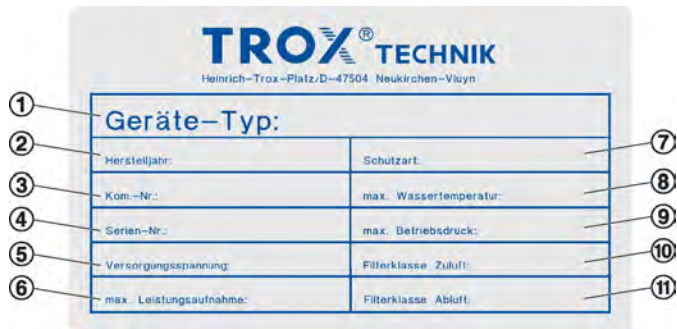 TROX® TECHNIK
Heinrich-Trox-Platz/D-47504 Neukirchen-Vluyn
① Geräte-Typ:
② Herstelljahr: Schutzart: ⑦
③ Kom.-Nr.: max. Wassertemperatur: ⑧
④ Serien-Nr.: max. Betriebsdruck: ⑨
⑤ Versorgungsspannung: Filterklasse Zuluft: ⑩
⑥ max. Leistungsaufnahme: Filterklasse Abluft: ⑪